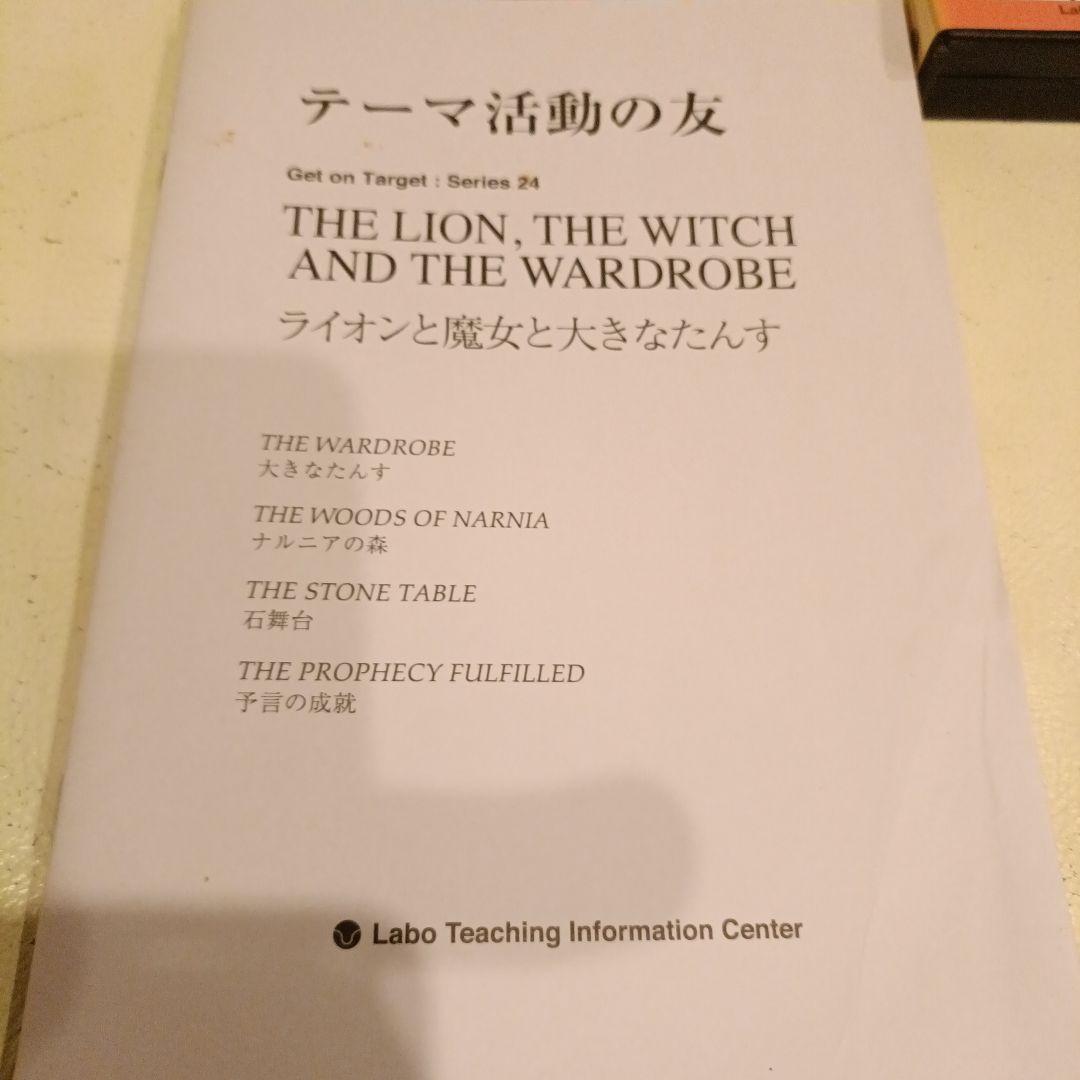 テーマ活動の友
Get on Target : Series 24
THE LION, THE WITCH
AND THE WARDROBE
ライオンと魔女と大きなたんす
THE WARDROBE
大きなたんす
THE WOODS OF NARNIA
ナルニアの森
THE STONE TABLE
石舞台
THE PROPHECY FULFILLED
予言の成就
Labo Teaching Information Center